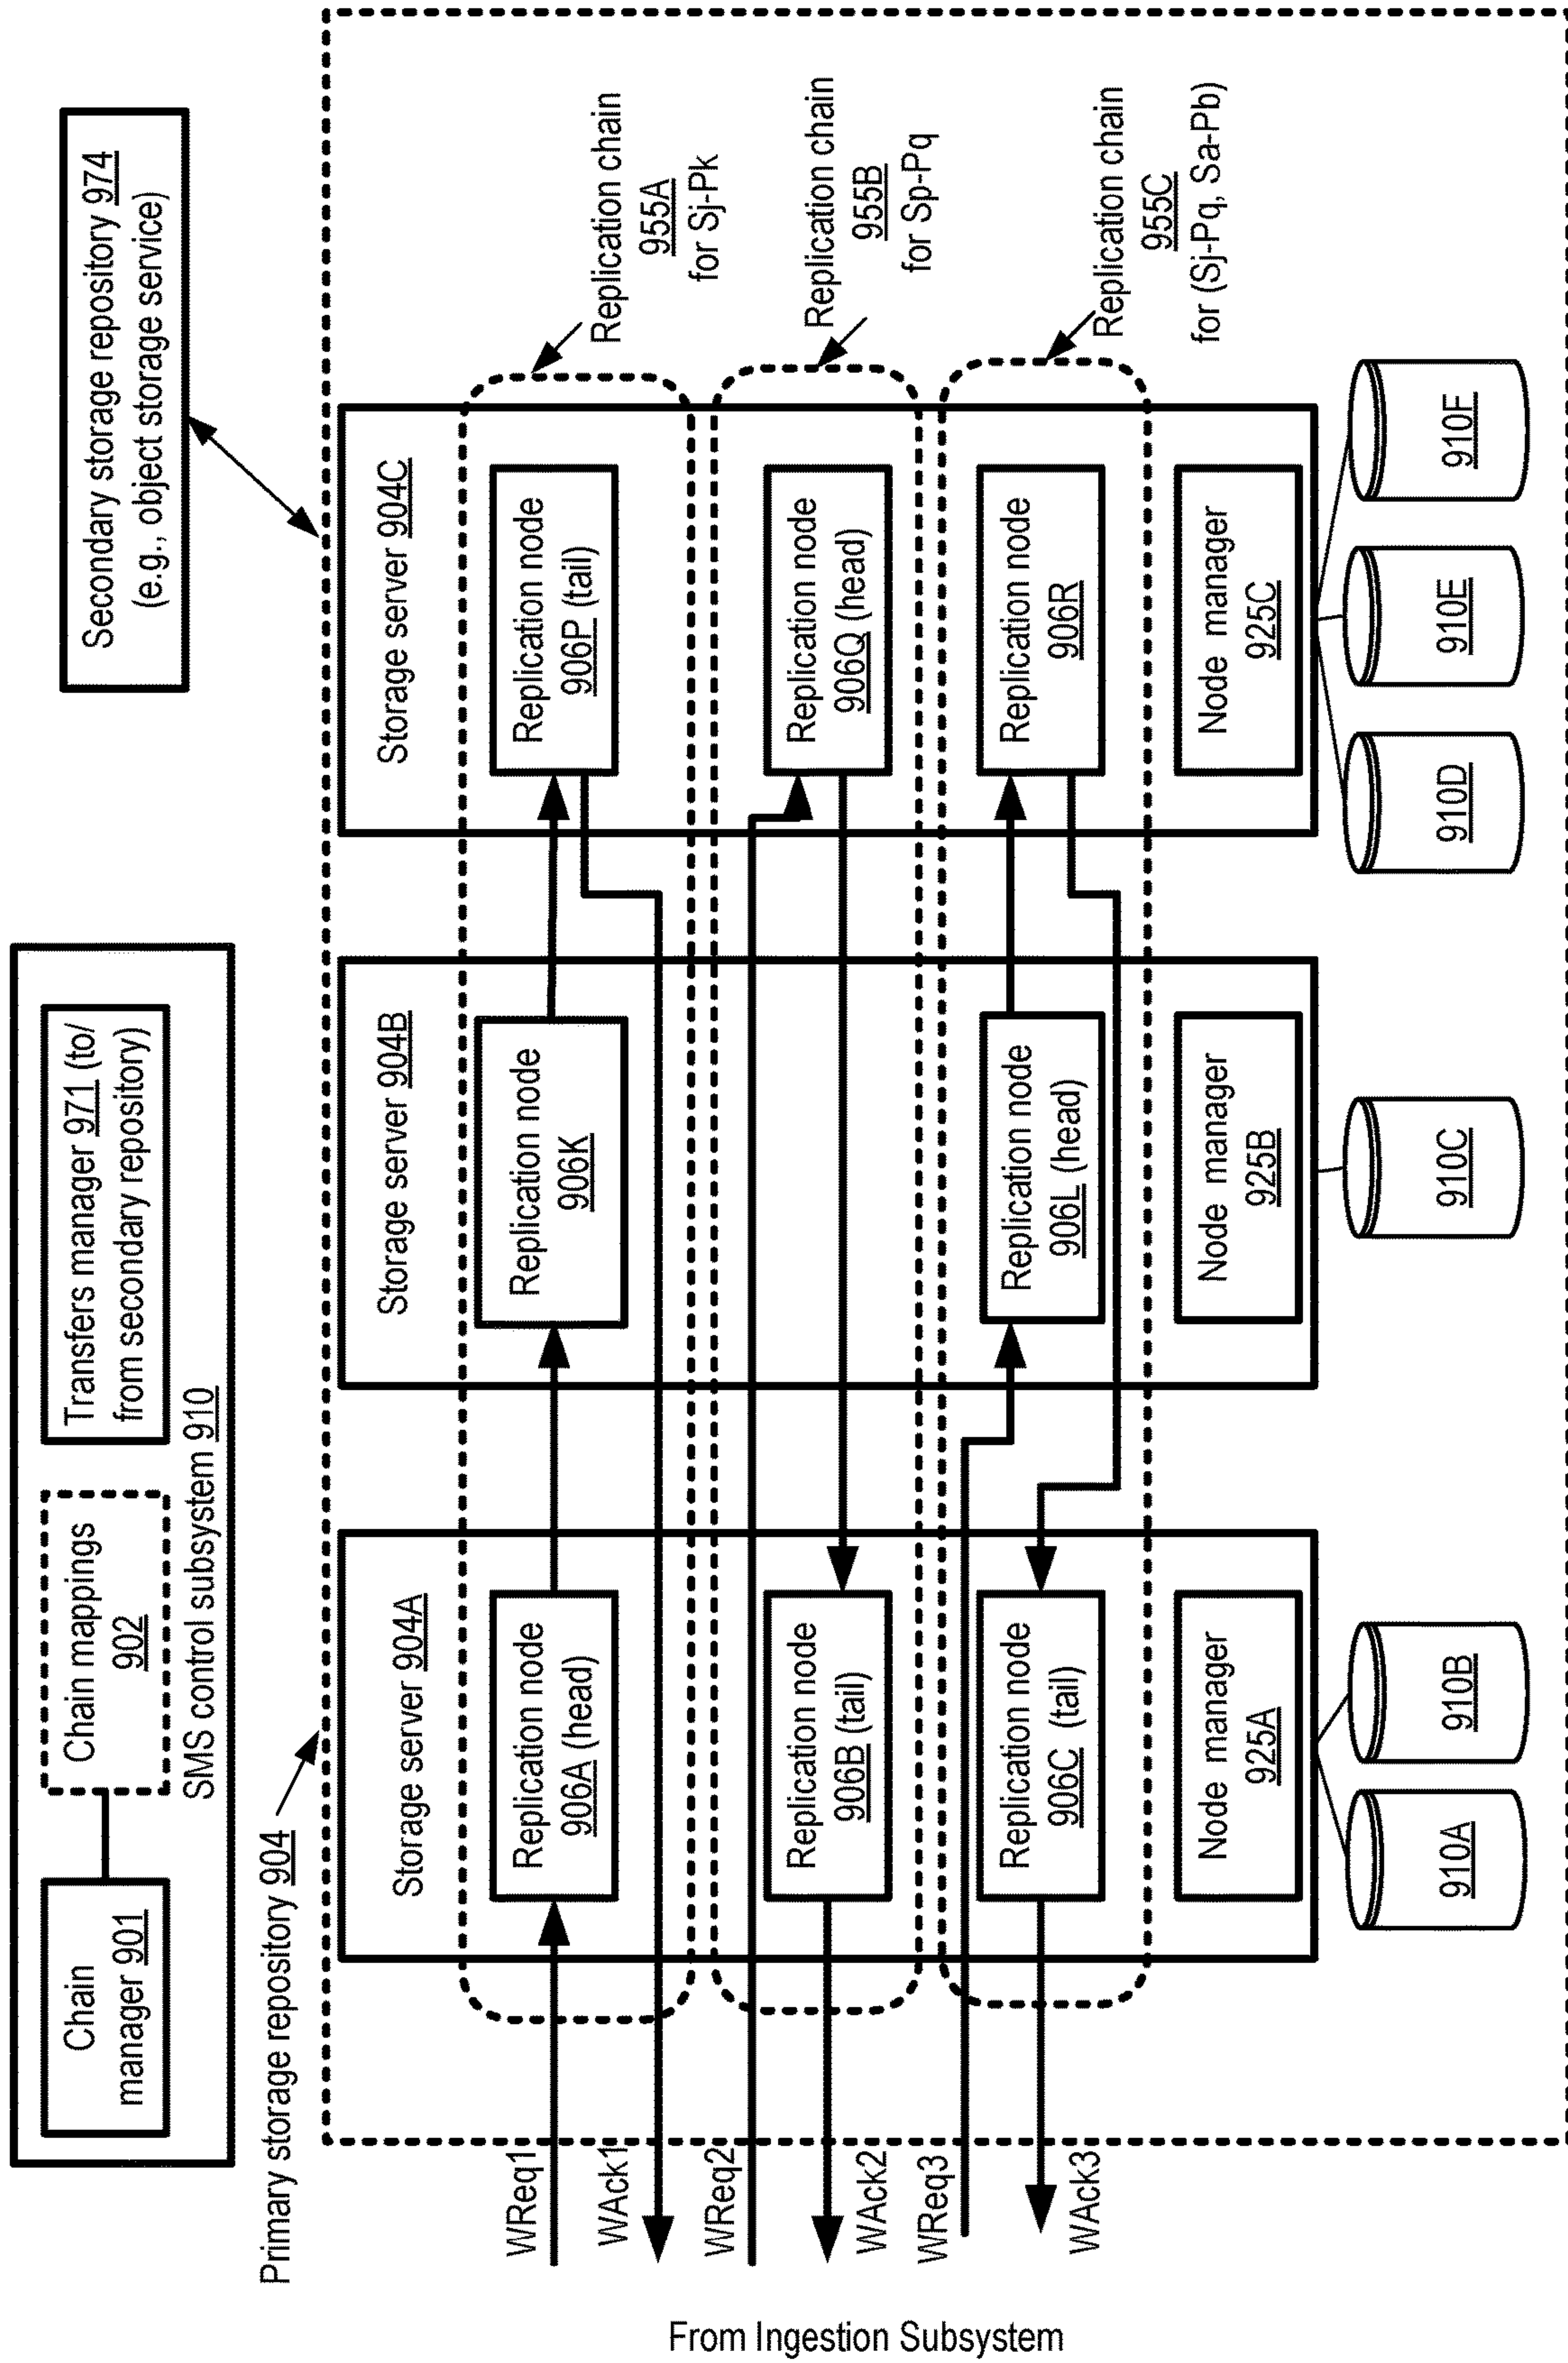 Chain
manager 901
Chain mappings
902
Transfers manager 971 (to/
from secondary repository)
SMS control subsystem 910
Secondary storage repository 974
(e.g., object storage service)
Primary storage repository 904
Storage server 904A
Storage server 904B
Storage server 904C
WReq1
WAck1
Replication node
906A (head)
Replication node
906K
Replication node
906P (tail)
Replication chain
955A
for Sj-Pk
WReq2
WAck2
Replication node
906B (tail)
Replication node
906Q (head)
Replication chain
955B
for Sp-Pq
WReq3
WAck3
Replication node
906C (tail)
Replication node
906L (head)
Replication node
906R
Replication chain
955C
for (Sj-Pq, Sa-Pb)
Node manager
925A
Node manager
925B
Node manager
925C
910A
910B
910C
910D
910E
910F
From Ingestion Subsystem